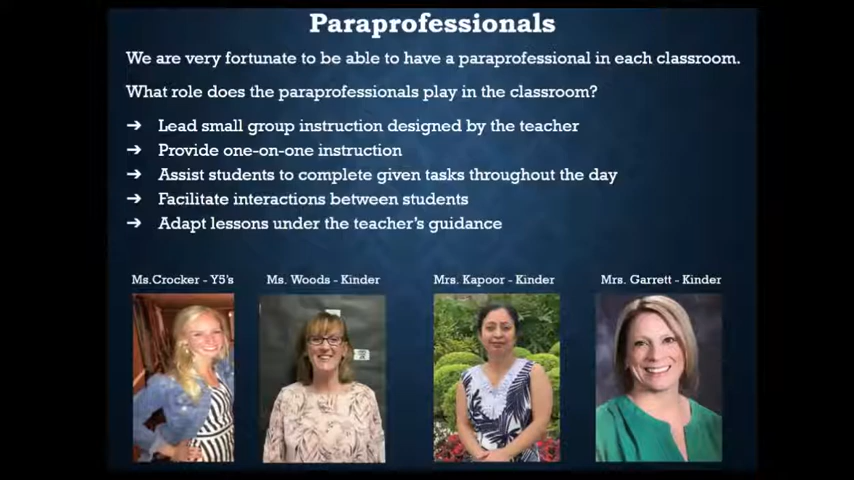 Paraprofessionals
We are very fortunate to be able to have a paraprofessional in each classroom.
What role does the paraprofessionals play in the classroom?
➔ Lead small group instruction designed by the teacher
➔ Provide one-on-one instruction
➔ Assist students to complete given tasks throughout the day
➔ Facilitate interactions between students
➔ Adapt lessons under the teacher's guidance
Ms.Crocker - Y5's
Ms. Woods - Kinder
Mrs. Kapoor - Kinder
Mrs. Garrett - Kinder